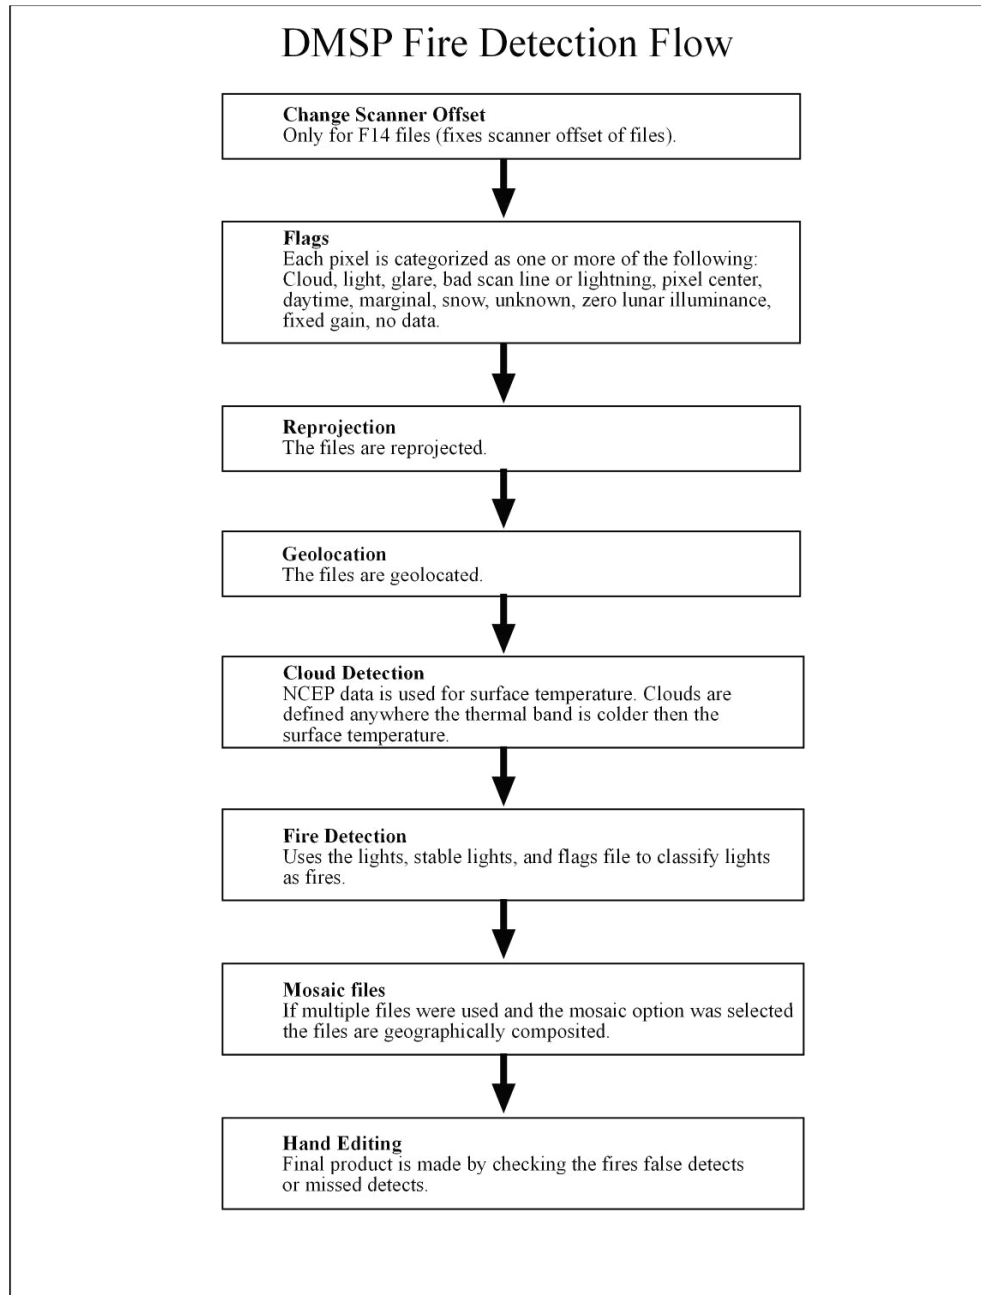 DMSP Fire Detection Flow
Change Scanner Offset
Only for F14 files (fixes scanner offset of files).
Flags
Each pixel is categorized as one or more of the following:
Cloud, light, glare, bad scan line or lightning, pixel center,
daytime, marginal, snow, unknown, zero lunar illuminance,
fixed gain, no data.
Reprojection
The files are reprojected.
Geolocation
The files are geolocated.
Cloud Detection
NCEP data is used for surface temperature. Clouds are
defined anywhere the thermal band is colder then the
surface temperature.
Fire Detection
Uses the lights, stable lights, and flags file to classify lights
as fires.
Mosaic files
If multiple files were used and the mosaic option was selected
the files are geographically composited.
Hand Editing
Final product is made by checking the fires false detects
or missed detects.